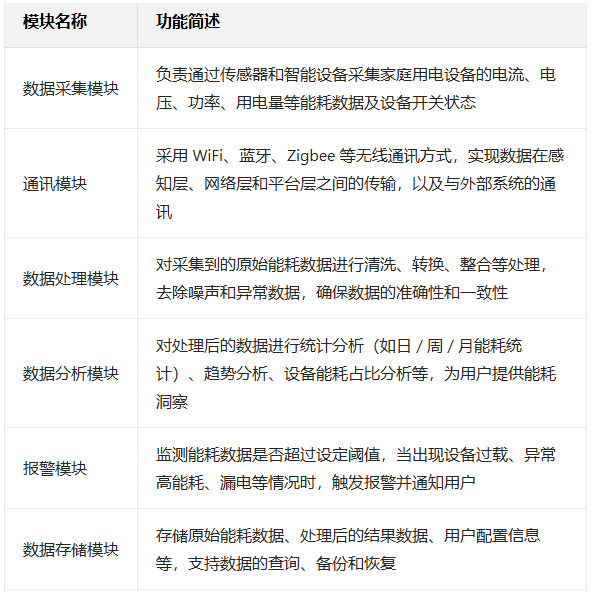 模块名称
功能简述
数据采集模块
负责通过传感器和智能设备采集家庭用电设备的电流、电
压、功率、用电量等能耗数据及设备开关状态
通讯模块
采用 WiFi、蓝牙、Zigbee 等无线通讯方式，实现数据在感
知层、网络层和平台层之间的传输，以及与外部系统的通
讯
数据处理模块
对采集到的原始能耗数据进行清洗、转换、整合等处理，
去除噪声和异常数据，确保数据的准确性和一致性
数据分析模块
对处理后的数据进行统计分析（如日 / 周 / 月能耗统
计）、趋势分析、设备能耗占比分析等，为用户提供能耗
洞察
报警模块
监测能耗数据是否超过设定阈值，当出现设备过载、异常
高能耗、漏电等情况时，触发报警并通知用户
数据存储模块
存储原始能耗数据、处理后的结果数据、用户配置信息
等，支持数据的查询、备份和恢复